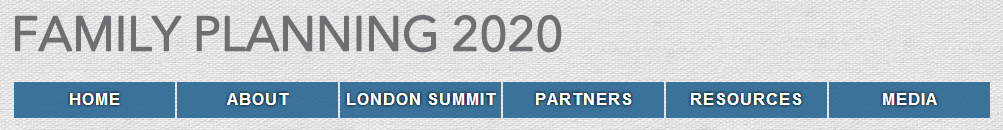 FAMILY PLANNING 2020
HOME ABOUT LONDON SUMMIT PARTNERS RESOURCES MEDIA